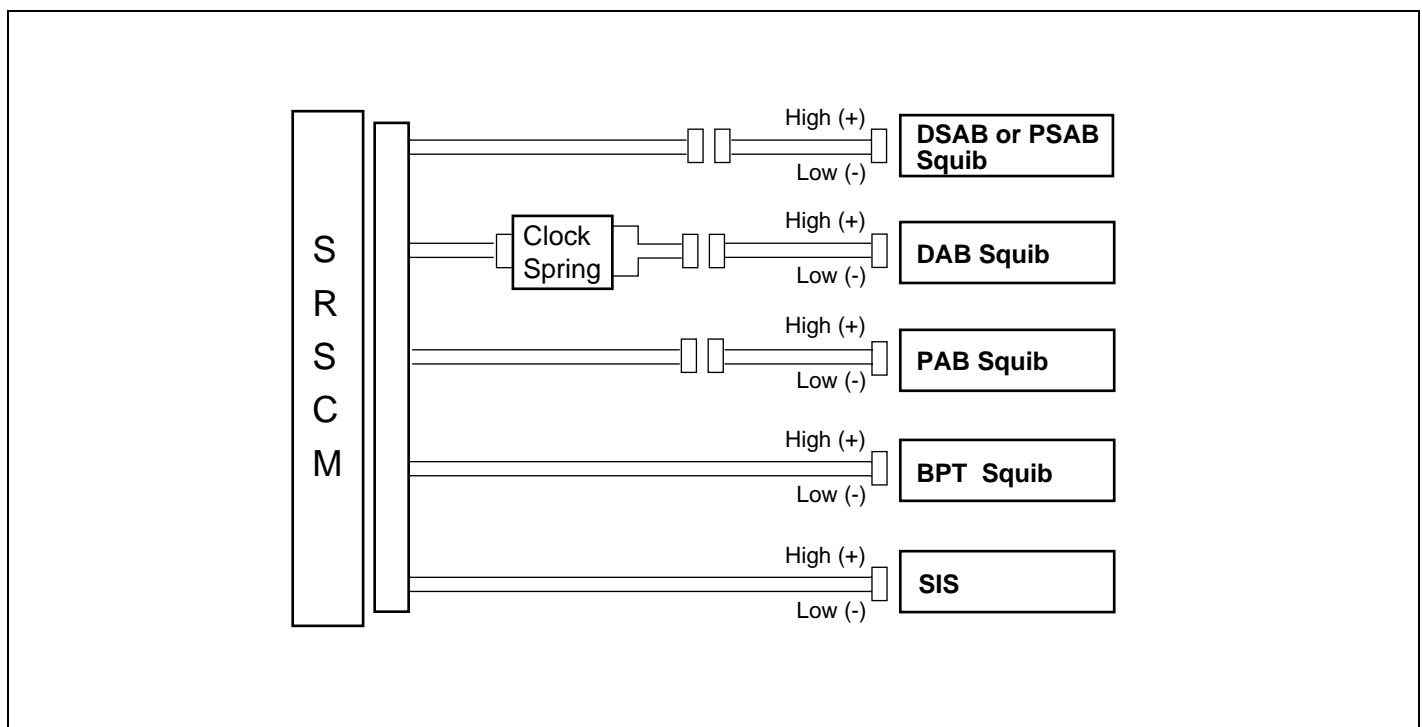 S
R
S
C
M
High (+)
Low (-)
DSAB or PSAB
Squib
Clock
Spring
High (+)
Low (-)
DAB Squib
High (+)
Low (-)
PAB Squib
High (+)
Low (-)
BPT Squib
High (+)
Low (-)
SIS